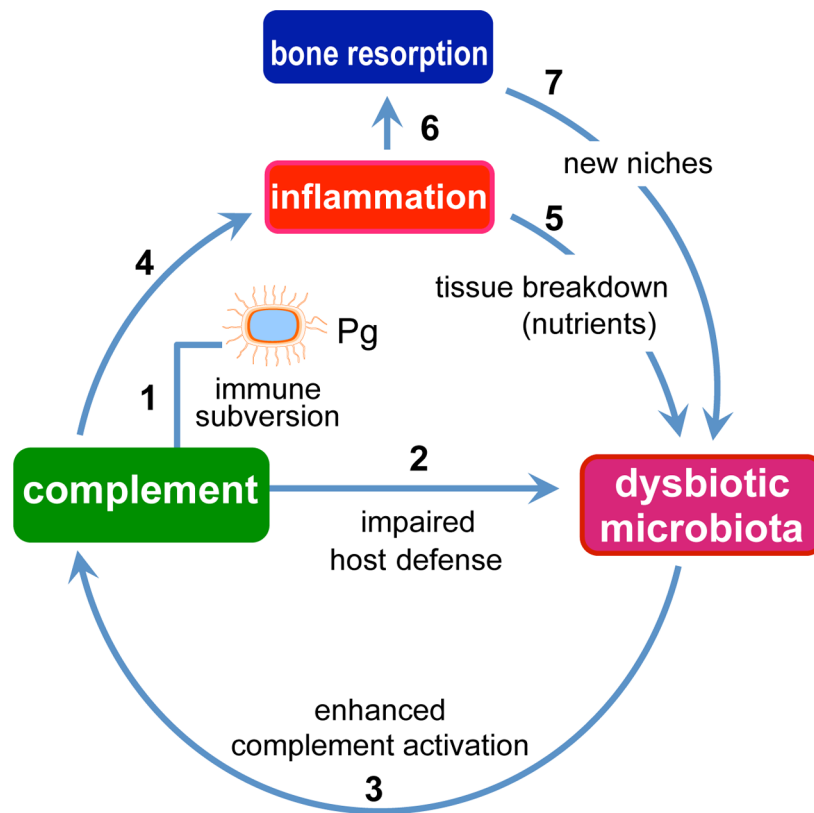 bone resorption
7
6
new niches
inflammation
5
4
tissue breakdown
(nutrients)
Pg
1
immune
subversion
2
complement
dysbiotic
microbiota
impaired
host defense
enhanced
complement activation
3